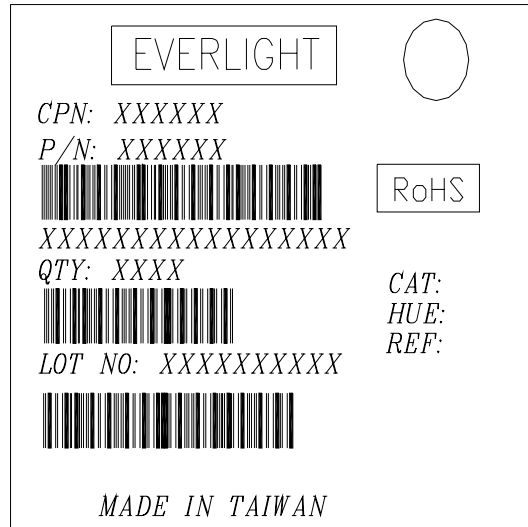 EVERLIGHT
CPN: XXXXXX
P/N: XXXXXX
RoHS
XXXXXXXXXXXXXXXXX
QTY: XXXX
CAT:
HUE:
REF:
LOT NO: XXXXXXXXXX
MADE IN TAIWAN